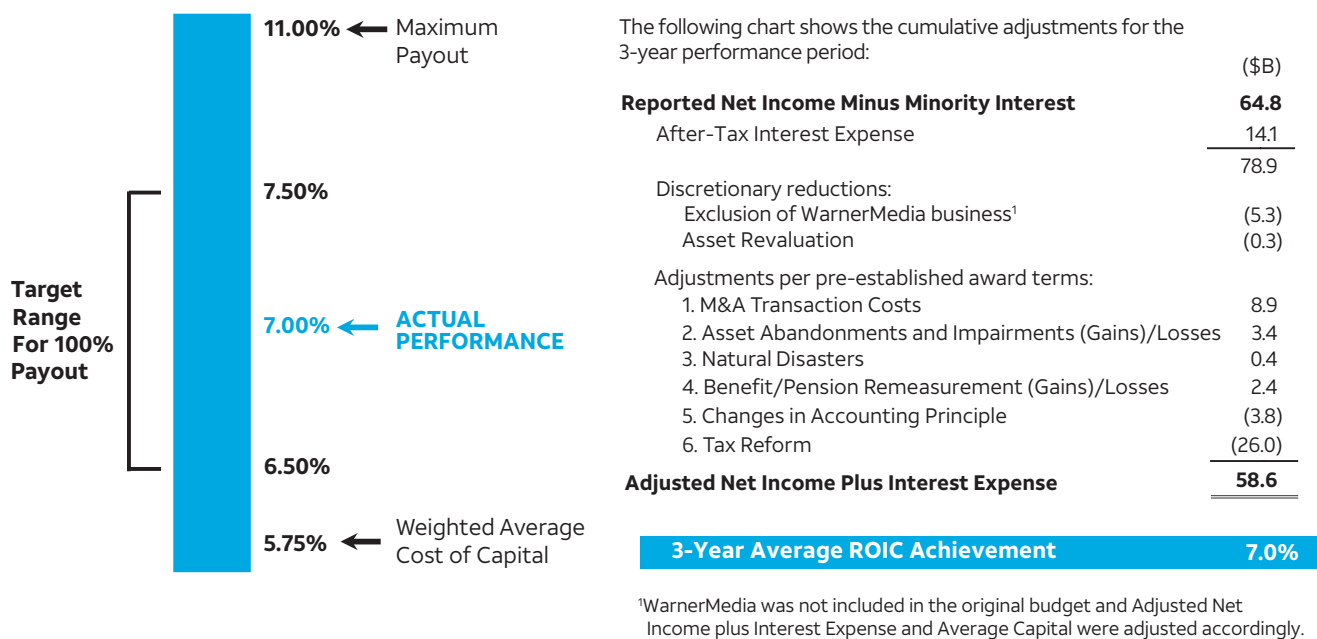 11.00% Maximum
Payout
7.50%
Target
Range
For 100%
Payout
7.00% ACTUAL
PERFORMANCE
6.50%
5.75% Weighted Average
Cost of Capital
The following chart shows the cumulative adjustments for the
3-year performance period:
($B)
Reported Net Income Minus Minority Interest 64.8
After-Tax Interest Expense 14.1
78.9
Discretionary reductions:
Exclusion of WarnerMedia business¹ (5.3)
Asset Revaluation (0.3)
Adjustments per pre-established award terms:
1. M&A Transaction Costs 8.9
2. Asset Abandonments and Impairments (Gains)/Losses 3.4
3. Natural Disasters 0.4
4. Benefit/Pension Remeasurement (Gains)/Losses 2.4
5. Changes in Accounting Principle (3.8)
6. Tax Reform (26.0)
Adjusted Net Income Plus Interest Expense 58.6
3-Year Average ROIC Achievement 7.0%
¹WarnerMedia was not included in the original budget and Adjusted Net
Income plus Interest Expense and Average Capital were adjusted accordingly.